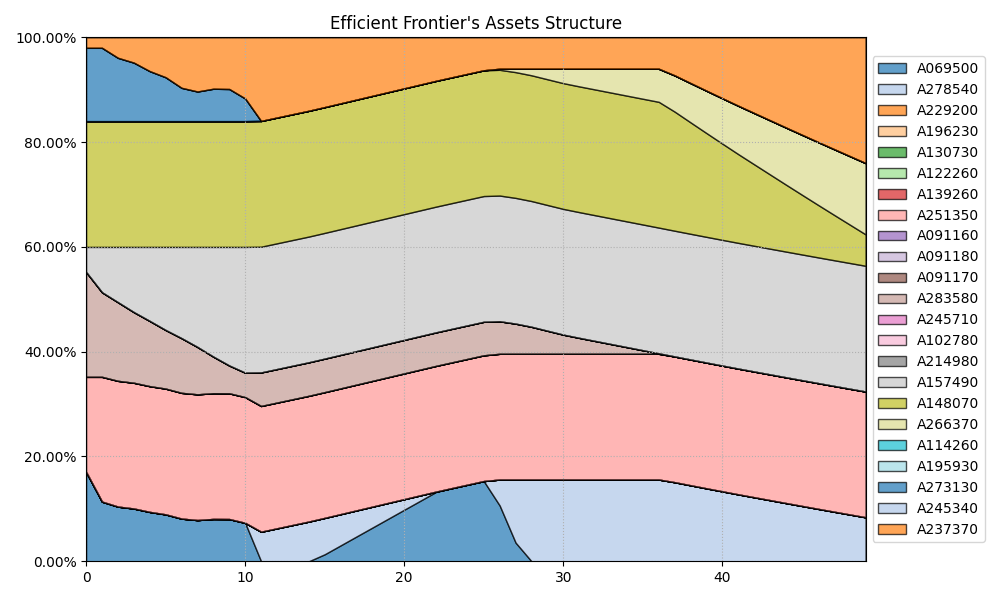 Efficient Frontier's Assets Structure
100.00%
80.00%
60.00%
40.00%
20.00%
0.00%
0
10
20
30
40
A069500
A278540
A229200
A196230
A130730
A122260
A139260
A251350
A091160
A091180
A091170
A283580
A245710
A102780
A214980
A157490
A148070
A266370
A114260
A195930
A273130
A245340
A237370